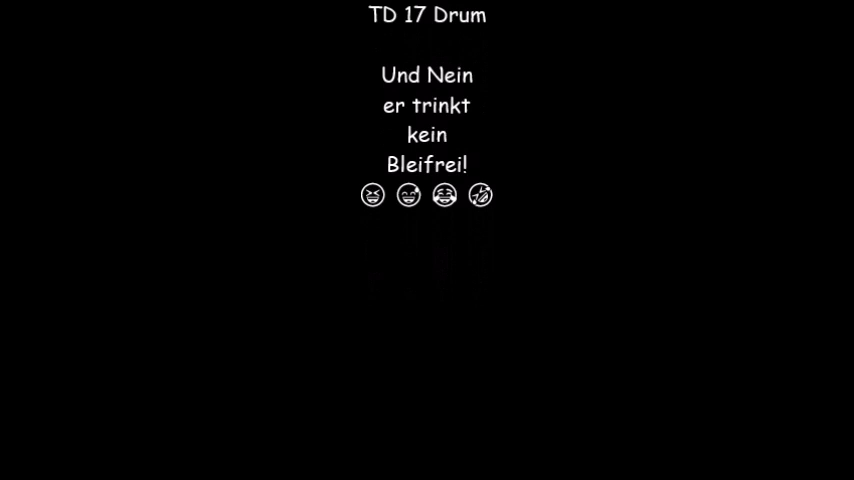 TD 17 Drum
Und Nein
er trinkt
kein
Bleifrei!
😆 😅 😂 🤣